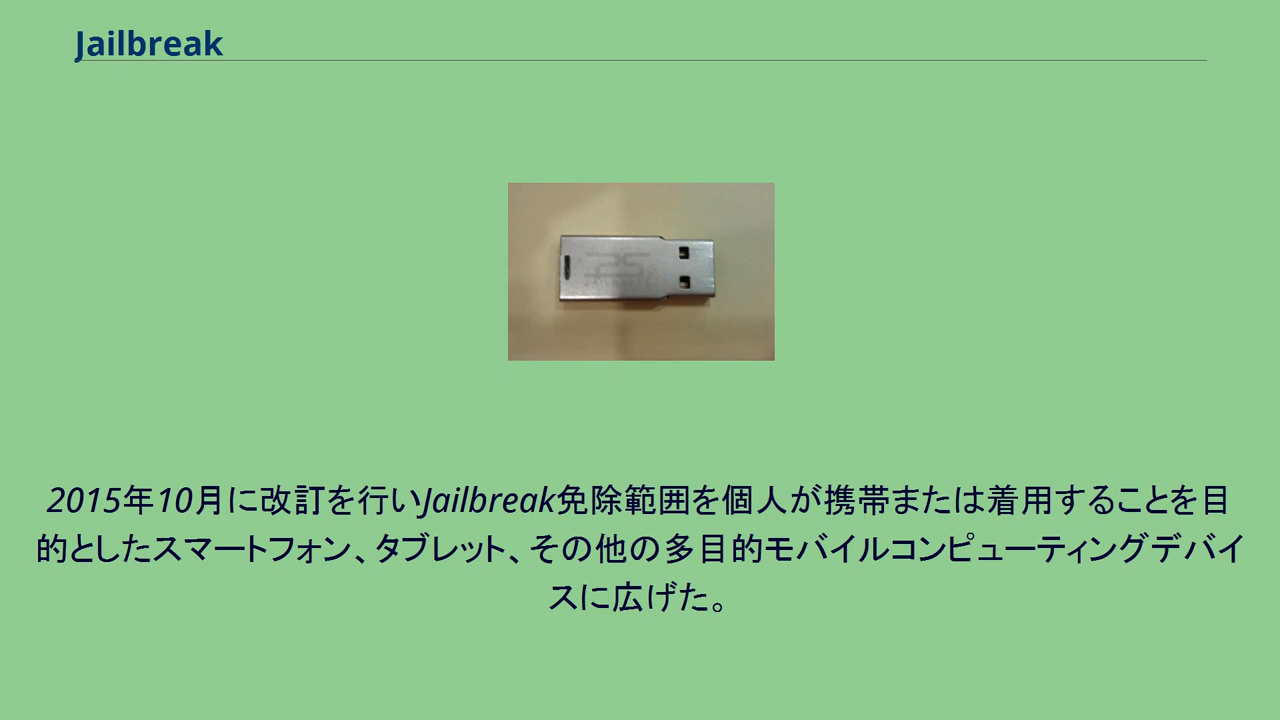 Jailbreak
2015年10月に改訂を行いJailbreak免除範囲を個人が携帯または着用することを目
的としたスマートフォン、タブレット、その他の多目的モバイルコンピューティングデバイ
スに広げた。